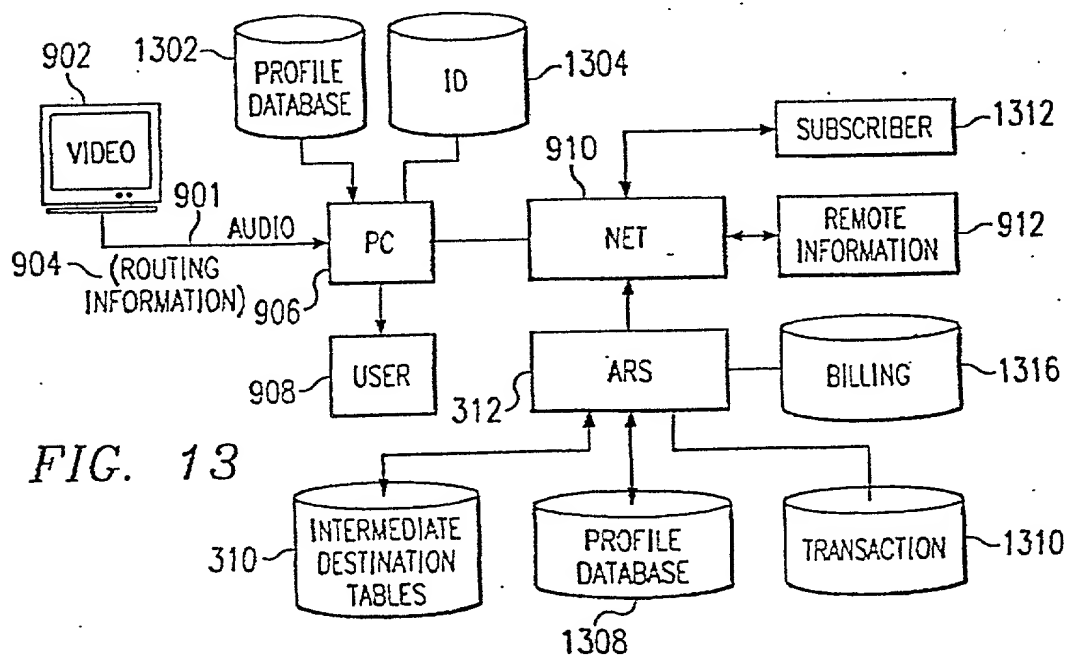 1302
902
PROFILE
DATABASE
ID
1304
VIDEO
910
SUBSCRIBER
1312
901
AUDIO
PC
NET
REMOTE
INFORMATION
912
904
(ROUTING
INFORMATION)
906
USER
908
ARS
312
BILLING
1316
FIG. 13
INTERMEDIATE
DESTINATION
TABLES
310
PROFILE
DATABASE
1308
TRANSACTION
1310